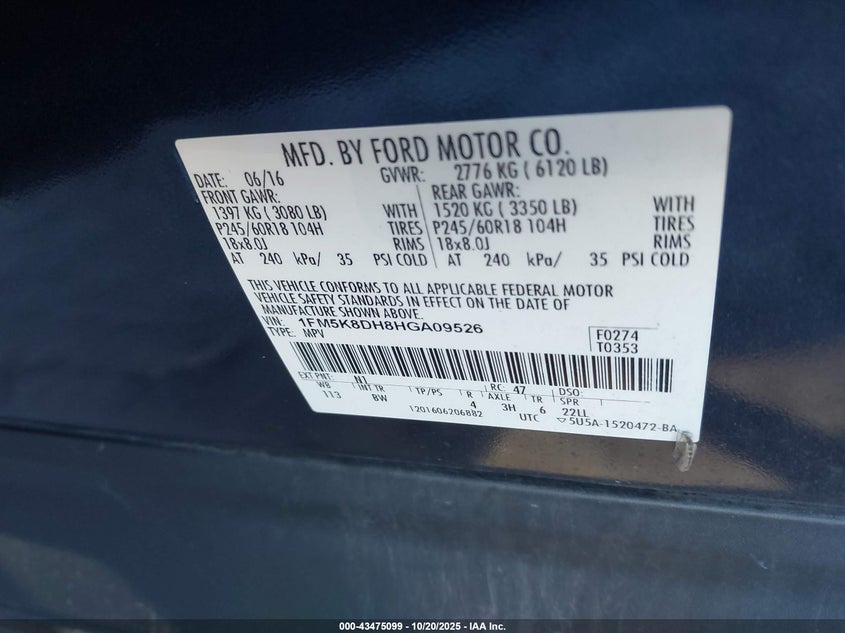 MFD. BY FORD MOTOR CO.
DATE: 06/16 GVWR: 2776 KG ( 6120 LB)
FRONT GAWR: REAR GAWR:
1397 KG ( 3080 LB) WITH 1520 KG ( 3350 LB) WITH
P245/60R18 104H TIRES P245/60R18 104H TIRES
18x8.0J RIMS 18x8.0J RIMS
AT 240 kPa/ 35 PSI COLD AT 240 kPa/ 35 PSI COLD
THIS VEHICLE CONFORMS TO ALL APPLICABLE FEDERAL MOTOR
VEHICLE SAFETY STANDARDS IN EFFECT ON THE DATE OF
MANUFACTURE SHOWN ABOVE.
VIN: 1FM5K8DH8HGA09526 F0274
TYPE: MPV T0353
EXT PNT: N1 RC: 47 DSO:
WB INT TR TP/PS R AXLE TR SPR
113 BW 4 3H 6 22LL
1201606206882 UTC ▽5U5A-1520472-BA
000-43475099 - 10/20/2025 - IAA Inc.